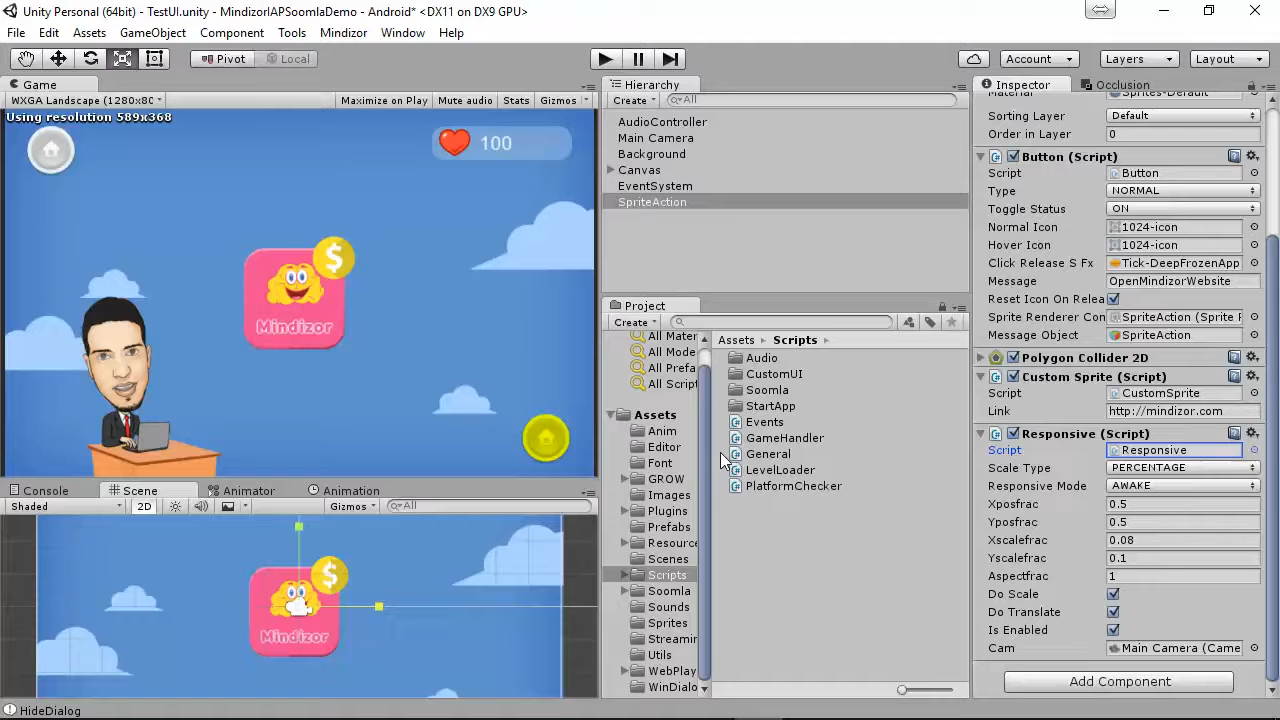 Unity Personal (64bit) - TestUI.unity - MindizorIAPSoomlaDemo - Android* <DX11 on DX9 GPU>
File Edit Assets GameObject Component Tools Mindizor Window Help
Pivot Local Account Layers Layout
Game
WXGA Landscape (1280x80 Maximize on Play Mute audio Stats Gizmos
Using resolution 589x368
100
$
Mindizor
Console Scene Animator Animation
Shaded 2D Gizmos All
$
Mindizor
HideDialog
Hierarchy
Create All
AudioController
Main Camera
Background
Canvas
EventSystem
SpriteAction
Project
Create
All Mater
All Mode
All Prefa
All Script
Assets
Anim
Editor
Font
GROW
Images
Plugins
Prefabs
Resource
Scenes
Scripts
Soomla
Sounds
Sprites
Streamin
Utils
WebPlay
WinDialo
Assets Scripts
Audio
CustomUI
Soomla
StartApp
Events
GameHandler
General
LevelLoader
PlatformChecker
Inspector Occlusion
Material Sprites-Default
Sorting Layer Default
Order in Layer 0
Button (Script)
Script Button
Type NORMAL
Toggle Status ON
Normal Icon 1024-icon
Hover Icon 1024-icon
Click Release S Fx Tick-DeepFrozenApp
Message OpenMindizorWebsite
Reset Icon On Relea
Sprite Renderer Con SpriteAction (Sprite F
Message Object SpriteAction
Polygon Collider 2D
Custom Sprite (Script)
Script CustomSprite
Link http://mindizor.com
Responsive (Script)
Script Responsive
Scale Type PERCENTAGE
Responsive Mode AWAKE
Xposfrac 0.5
Yposfrac 0.5
Xscalefrac 0.08
Yscalefrac 0.1
Aspectfrac 1
Do Scale
Do Translate
Is Enabled
Cam Main Camera (Came
Add Component